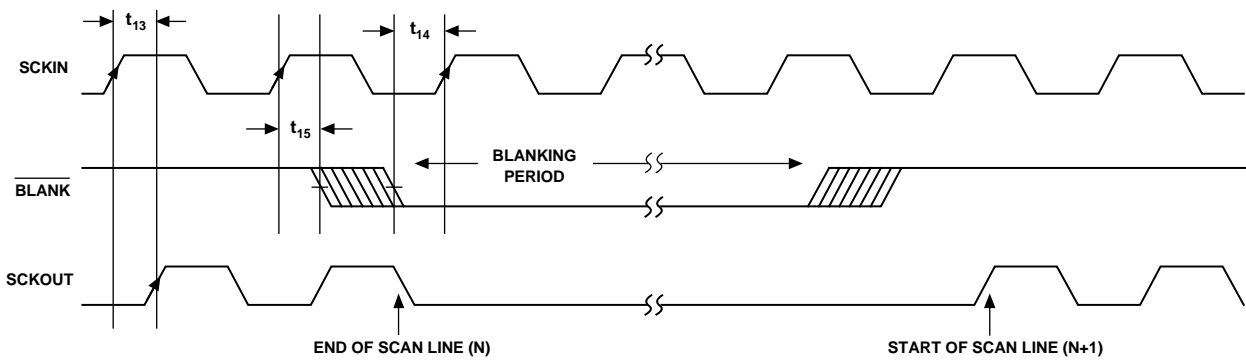 t13
t14
SCKIN
t15
BLANKING
PERIOD
BLANK
SCKOUT
END OF SCAN LINE (N)
START OF SCAN LINE (N+1)